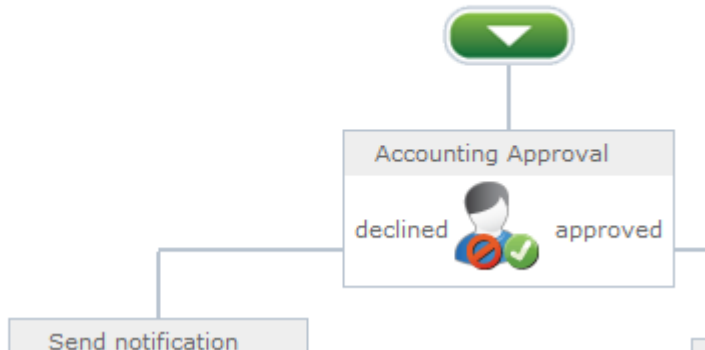 Accounting Approval
declined approved
Send notification